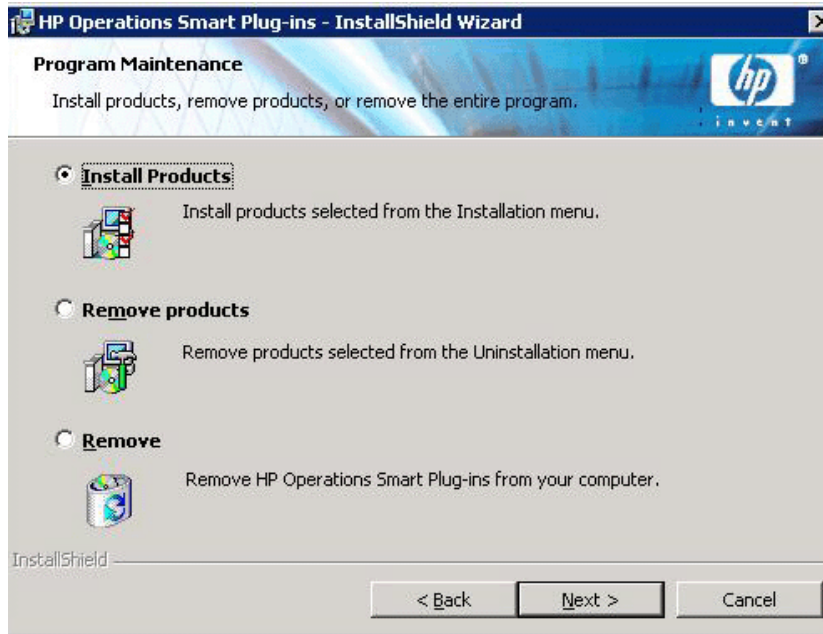 HP Operations Smart Plug-ins - InstallShield Wizard
Program Maintenance
Install products, remove products, or remove the entire program.
hp
invent
Install Products
Install products selected from the Installation menu.
Remove products
Remove products selected from the Uninstallation menu.
Remove
Remove HP Operations Smart Plug-ins from your computer.
InstallShield
< Back
Next >
Cancel